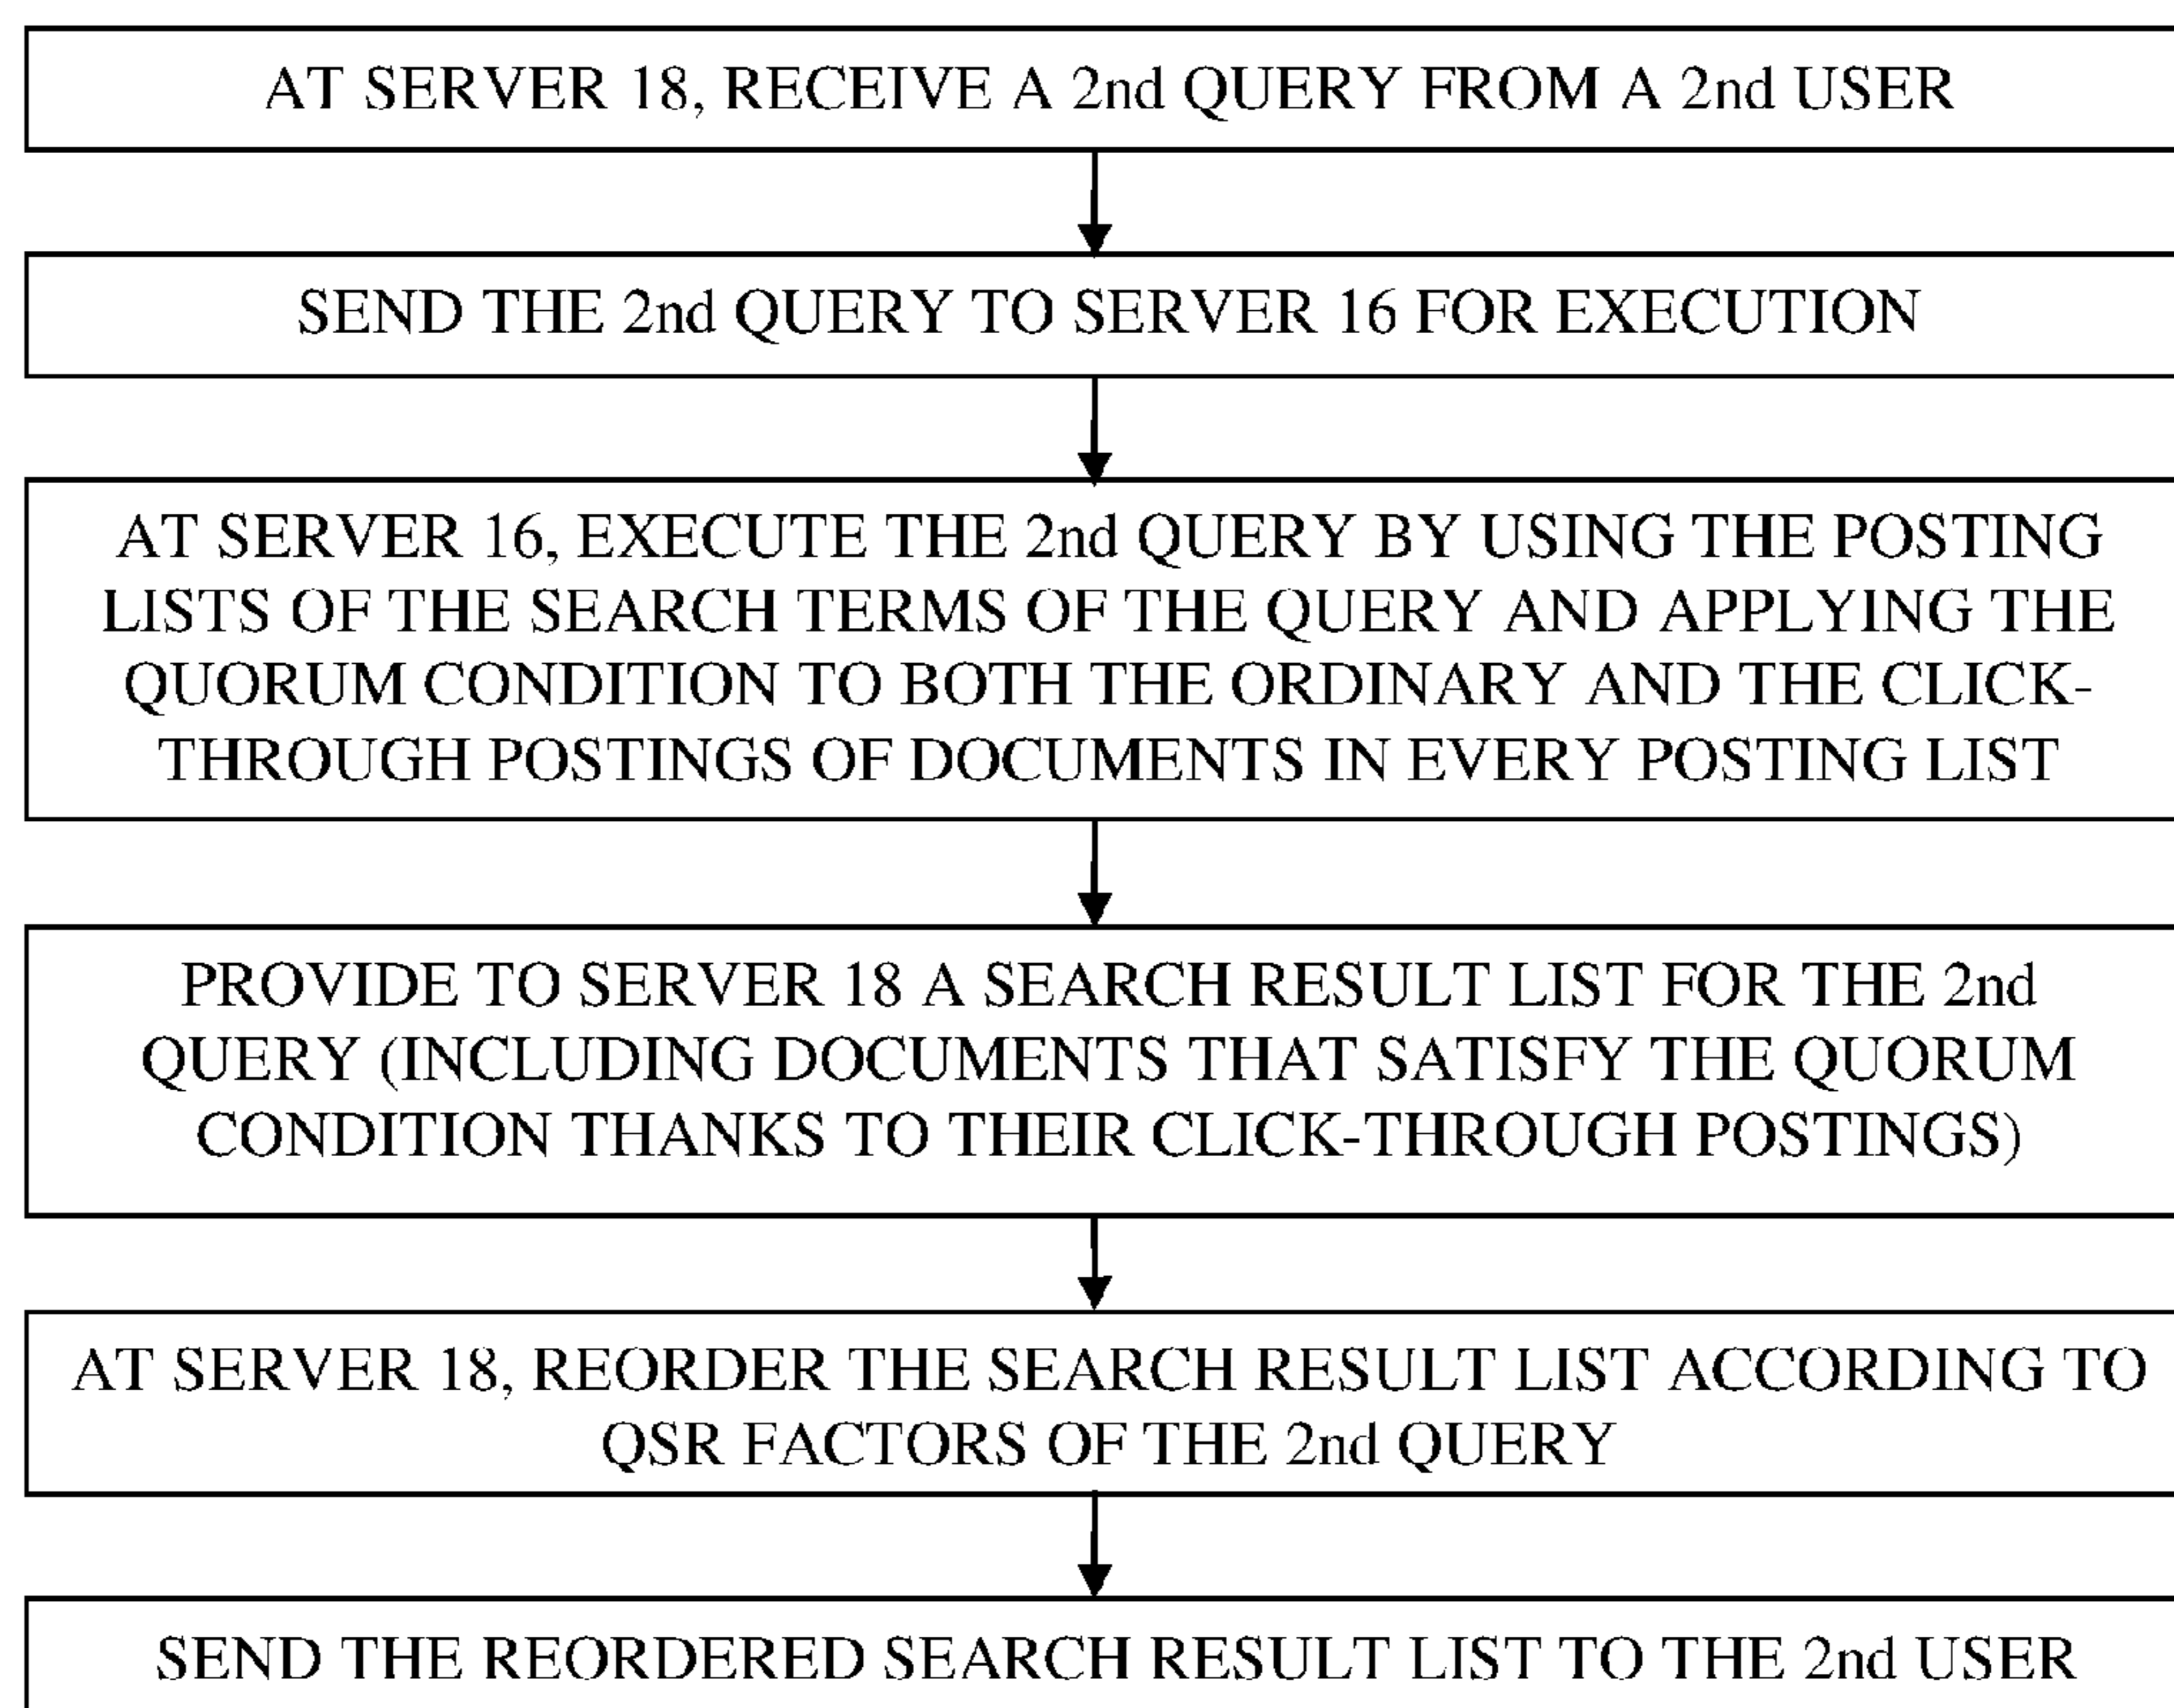 AT SERVER 18, RECEIVE A 2nd QUERY FROM A 2nd USER
SEND THE 2nd QUERY TO SERVER 16 FOR EXECUTION
AT SERVER 16, EXECUTE THE 2nd QUERY BY USING THE POSTING
LISTS OF THE SEARCH TERMS OF THE QUERY AND APPLYING THE
QUORUM CONDITION TO BOTH THE ORDINARY AND THE CLICK-
THROUGH POSTINGS OF DOCUMENTS IN EVERY POSTING LIST
PROVIDE TO SERVER 18 A SEARCH RESULT LIST FOR THE 2nd
QUERY (INCLUDING DOCUMENTS THAT SATISFY THE QUORUM
CONDITION THANKS TO THEIR CLICK-THROUGH POSTINGS)
AT SERVER 18, REORDER THE SEARCH RESULT LIST ACCORDING TO
QSR FACTORS OF THE 2nd QUERY
SEND THE REORDERED SEARCH RESULT LIST TO THE 2nd USER